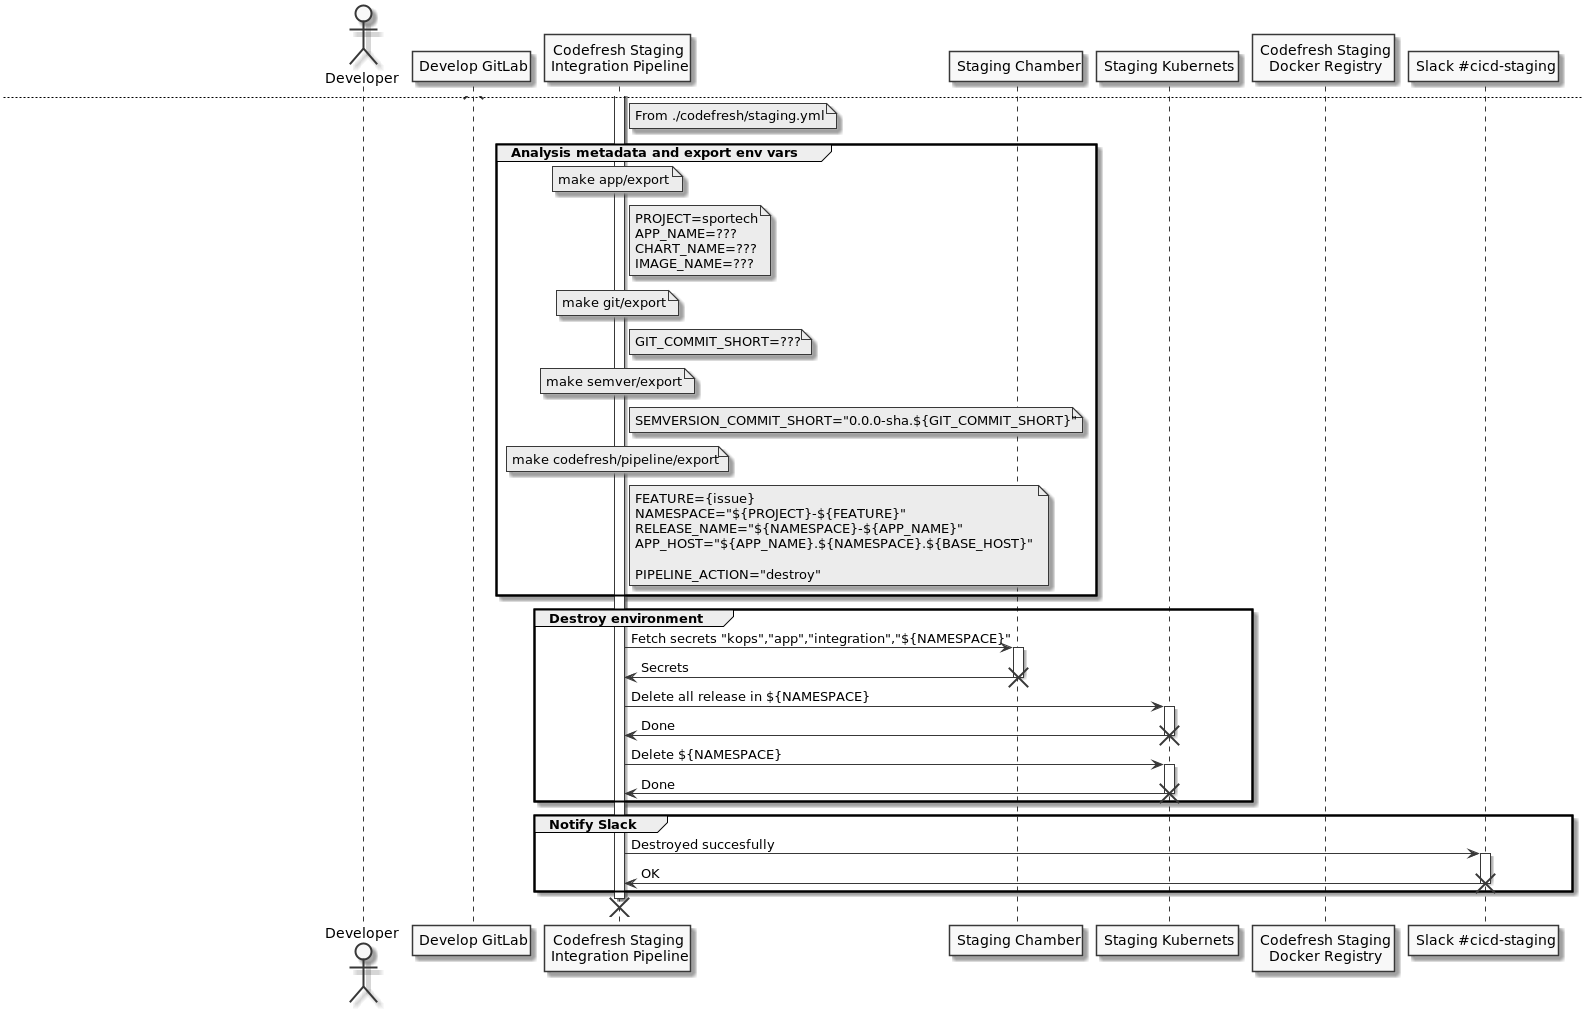 Developer
Develop GitLab
Codefresh Staging
Integration Pipeline
Staging Chamber
Staging Kubernets
Codefresh Staging
Docker Registry
Slack #cicd-staging
From ./codefresh/staging.yml
Analysis metadata and export env vars
make app/export
PROJECT=sportech
APP_NAME=???
CHART_NAME=???
IMAGE_NAME=???
make git/export
GIT_COMMIT_SHORT=???
make semver/export
SEMVERSION_COMMIT_SHORT="0.0.0-sha.${GIT_COMMIT_SHORT}"
make codefresh/pipeline/export
FEATURE={issue}
NAMESPACE="${PROJECT}-${FEATURE}"
RELEASE_NAME="${NAMESPACE}-${APP_NAME}"
APP_HOST="${APP_NAME}.${NAMESPACE}.${BASE_HOST}"
PIPELINE_ACTION="destroy"
Destroy environment
Fetch secrets "kops","app","integration","${NAMESPACE}"
Secrets
Delete all release in ${NAMESPACE}
Done
Delete ${NAMESPACE}
Done
Notify Slack
Destroyed succesfully
OK
Developer
Develop GitLab
Codefresh Staging
Integration Pipeline
Staging Chamber
Staging Kubernets
Codefresh Staging
Docker Registry
Slack #cicd-staging